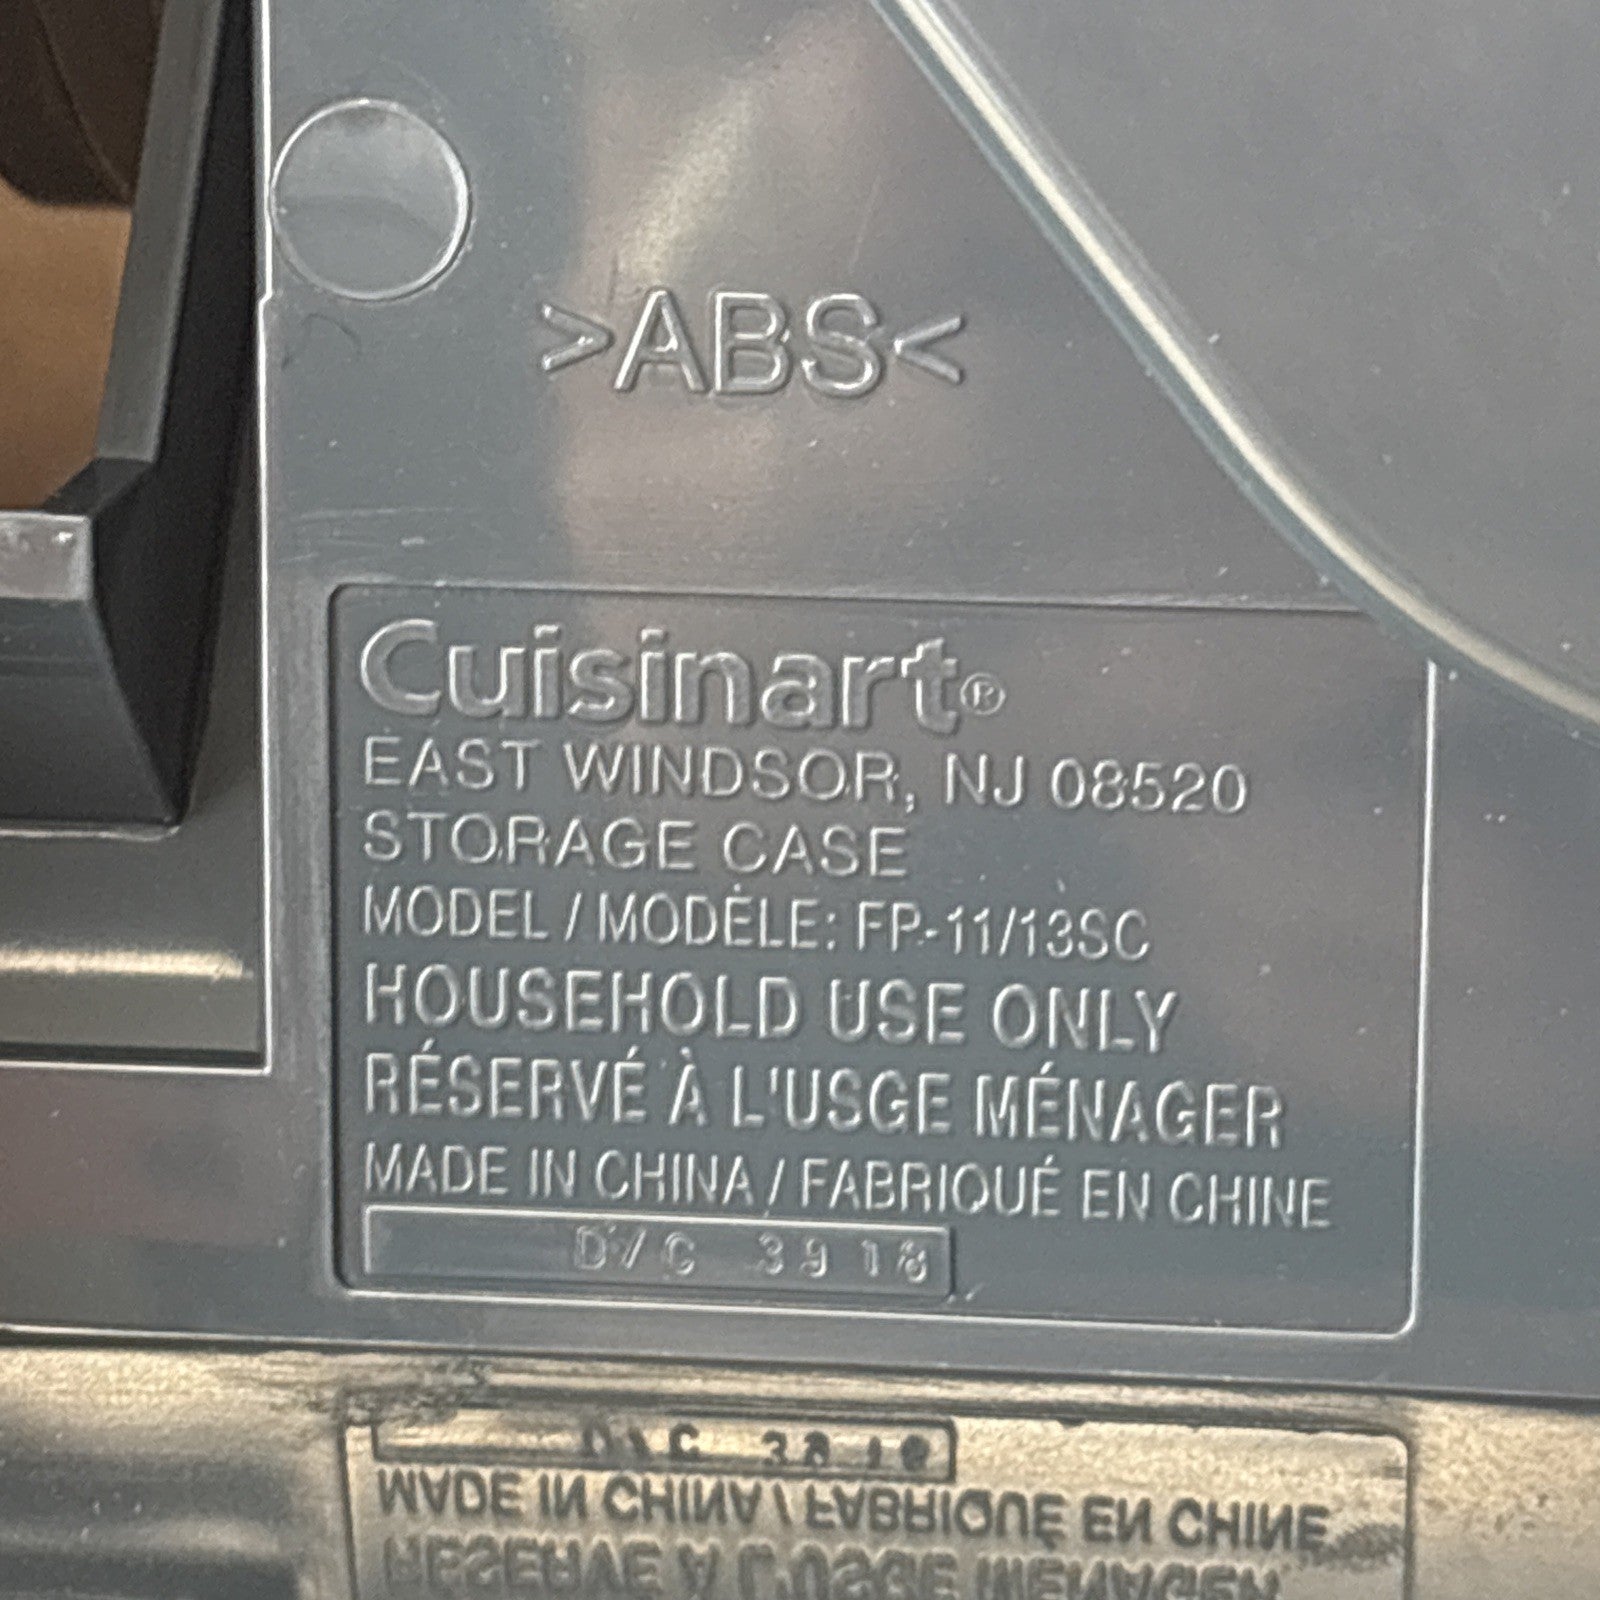 >ABS<
Cuisinart®
EAST WINDSOR, NJ 08520
STORAGE CASE
MODEL / MODÈLE: FP-11/13SC
HOUSEHOLD USE ONLY
RÉSERVÉ À L'USGE MÉNAGER
MADE IN CHINA / FABRIQUÉ EN CHINE
D/C 3918